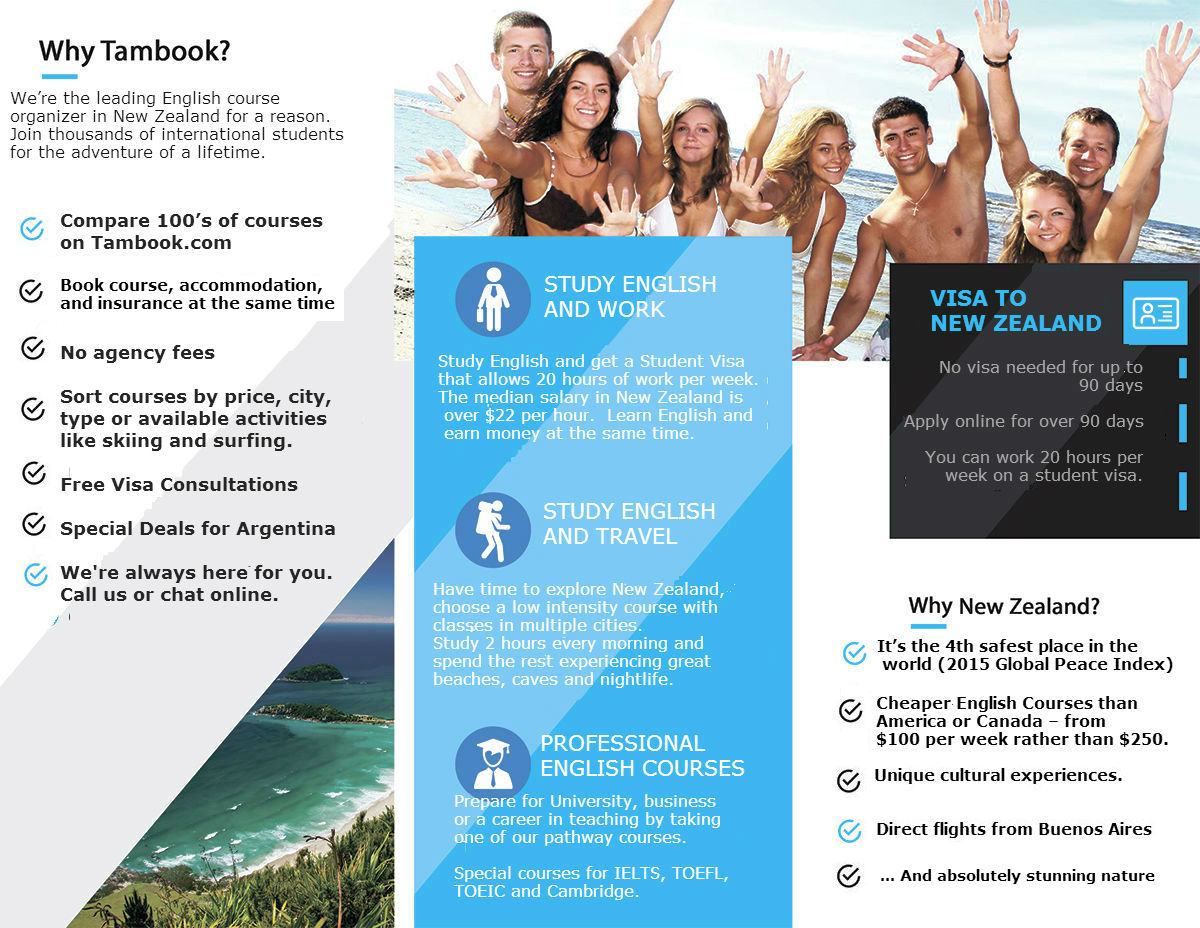 Why Tambook?
We’re the leading English course
organizer in New Zealand for a reason.
Join thousands of international students
for the adventure of a lifetime.
Compare 100’s of courses
on Tambook.com
Book course, accommodation,
and insurance at the same time
No agency fees
Sort courses by price, city,
type or available activities
like skiing and surfing.
Free Visa Consultations
Special Deals for Argentina
We're always here for you.
Call us or chat online.
STUDY ENGLISH
AND WORK
Study English and get a Student Visa
that allows 20 hours of work per week.
The median salary in New Zealand is
over $22 per hour. Learn English and
earn money at the same time.
STUDY ENGLISH
AND TRAVEL
Have time to explore New Zealand,
choose a low intensity course with
classes in multiple cities.
Study 2 hours every morning and
spend the rest experiencing great
beaches, caves and nightlife.
PROFESSIONAL
ENGLISH COURSES
Prepare for University, business
or a career in teaching by taking
one of our pathway courses.
Special courses for IELTS, TOEFL,
TOEIC and Cambridge.
VISA TO
NEW ZEALAND
No visa needed for up to
90 days
Apply online for over 90 days
You can work 20 hours per
week on a student visa.
Why New Zealand?
It’s the 4th safest place in the
world (2015 Global Peace Index)
Cheaper English Courses than
America or Canada – from
$100 per week rather than $250.
Unique cultural experiences.
Direct flights from Buenos Aires
... And absolutely stunning nature